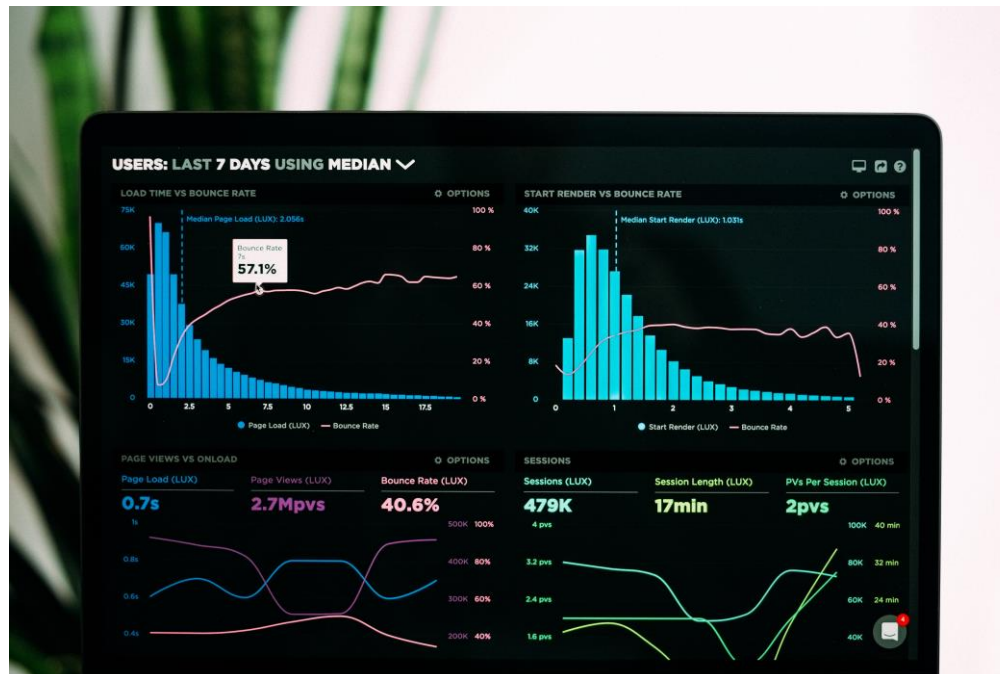 USERS: LAST 7 DAYS USING MEDIAN
LOAD TIME VS BOUNCE RATE
OPTIONS
75K
60K
45K
30K
15K
0
100 %
80 %
60 %
40 %
20 %
0 %
Median Page Load (LUX): 2.056s
Bounce Rate
7s
57.1%
0 2.5 5 7.5 10 12.5 15 17.5
Page Load (LUX) Bounce Rate
START RENDER VS BOUNCE RATE
OPTIONS
40K
32K
24K
16K
8K
0
100 %
80 %
60 %
40 %
20 %
0 %
Median Start Render (LUX): 1.031s
0 1 2 3 4 5
Start Render (LUX) Bounce Rate
PAGE VIEWS VS ONLOAD
OPTIONS
Page Load (LUX) Page Views (LUX) Bounce Rate (LUX)
0.7s 2.7Mpvs 40.6%
1s
0.8s
0.6s
0.4s
500K 100%
400K 80%
300K 60%
200K 40%
SESSIONS
OPTIONS
Sessions (LUX) Session Length (LUX) PVs Per Session (LUX)
479K 17min 2pvs
4 pvs
3.2 pvs
2.4 pvs
1.6 pvs
100K 40 min
80K 32 min
60K 24 min
40K
4
?